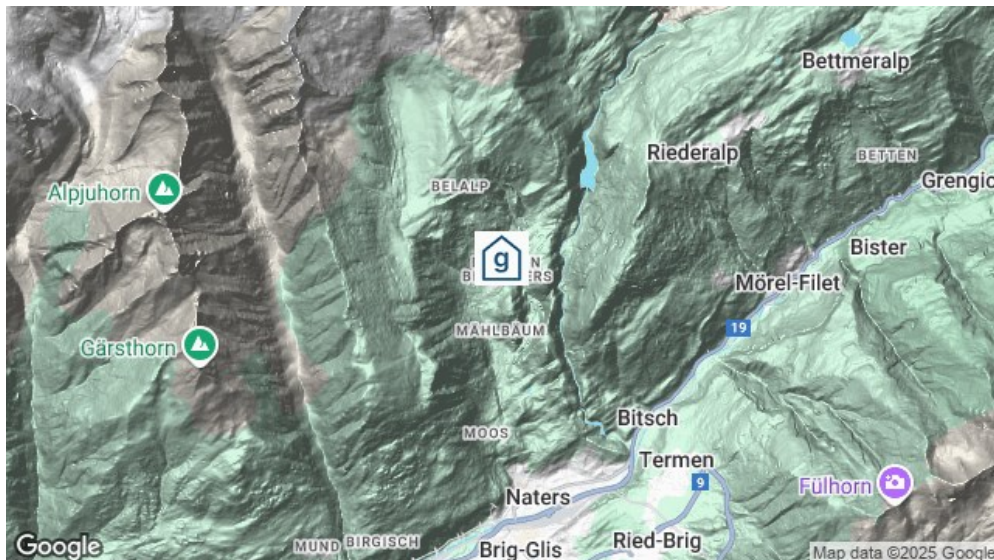 Bettmeralp
Riederalp
BETTEN
Alpjuhorn
BELALP
Grengio
Bister
g
Mörel-Filet
MÄHLBÄUM
19
Gärsthorn
Bitsch
MOOS
Termen
9
Fülhorn
Naters
MUND
BIRGISCH
Brig-Glis
Ried-Brig
Google
Map data ©2025 Google